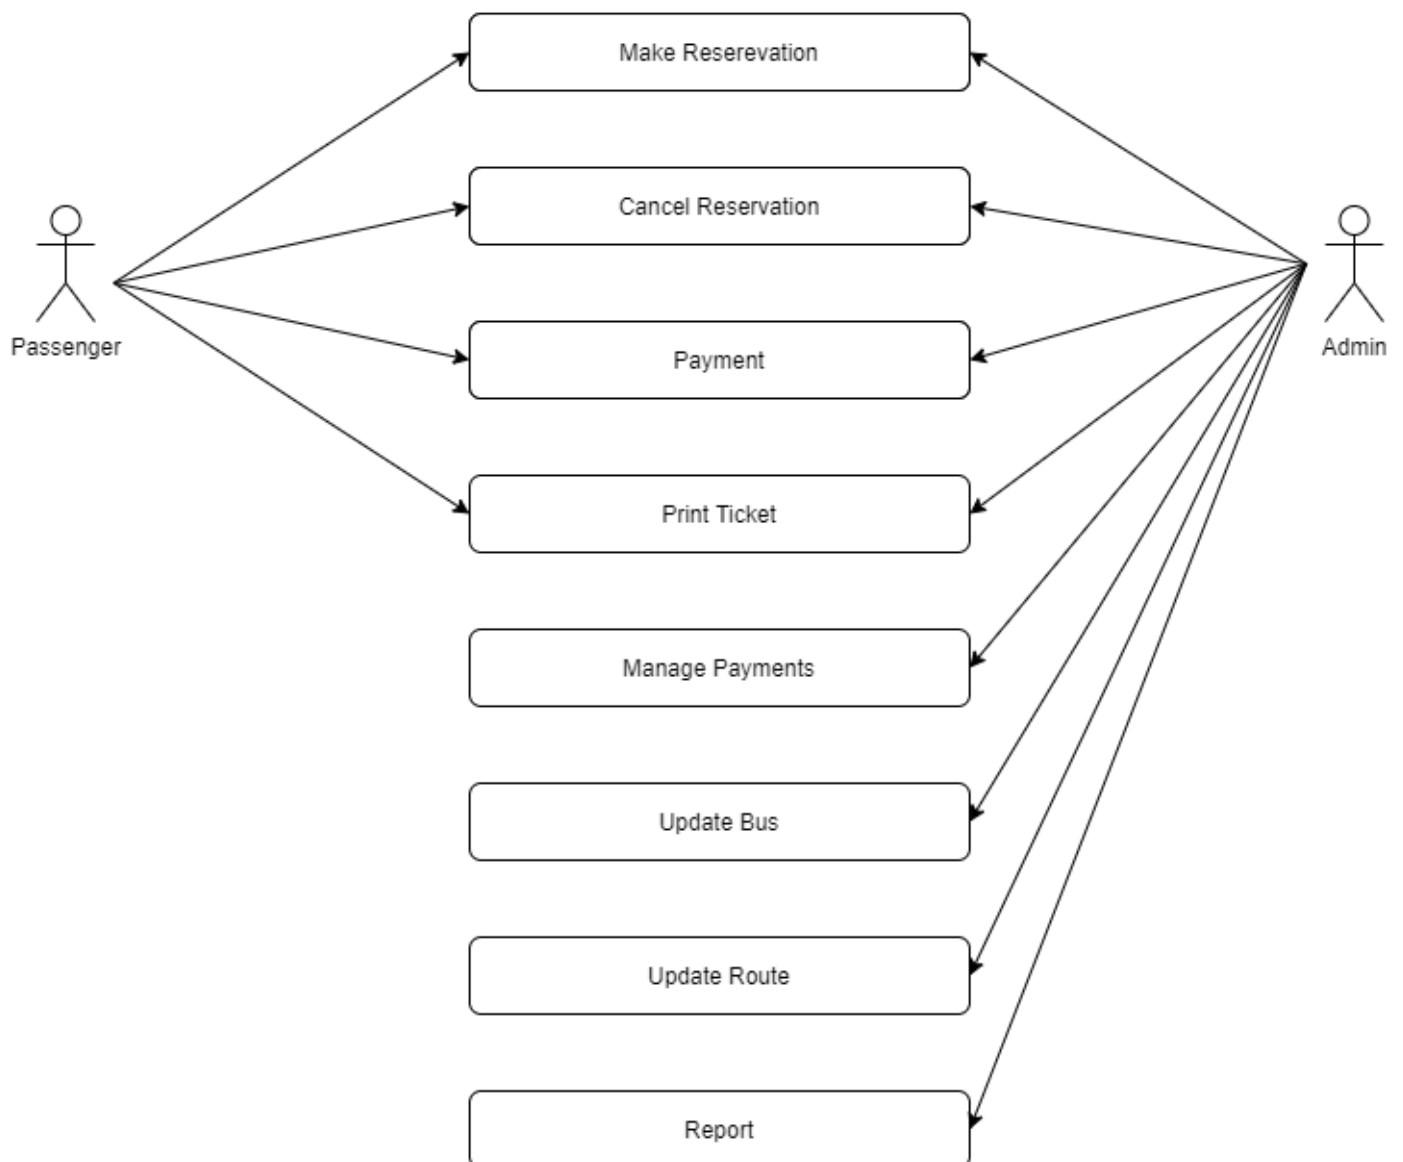 Make Reserevation
Cancel Reservation
Passenger
Admin
Payment
Print Ticket
Manage Payments
Update Bus
Update Route
Report